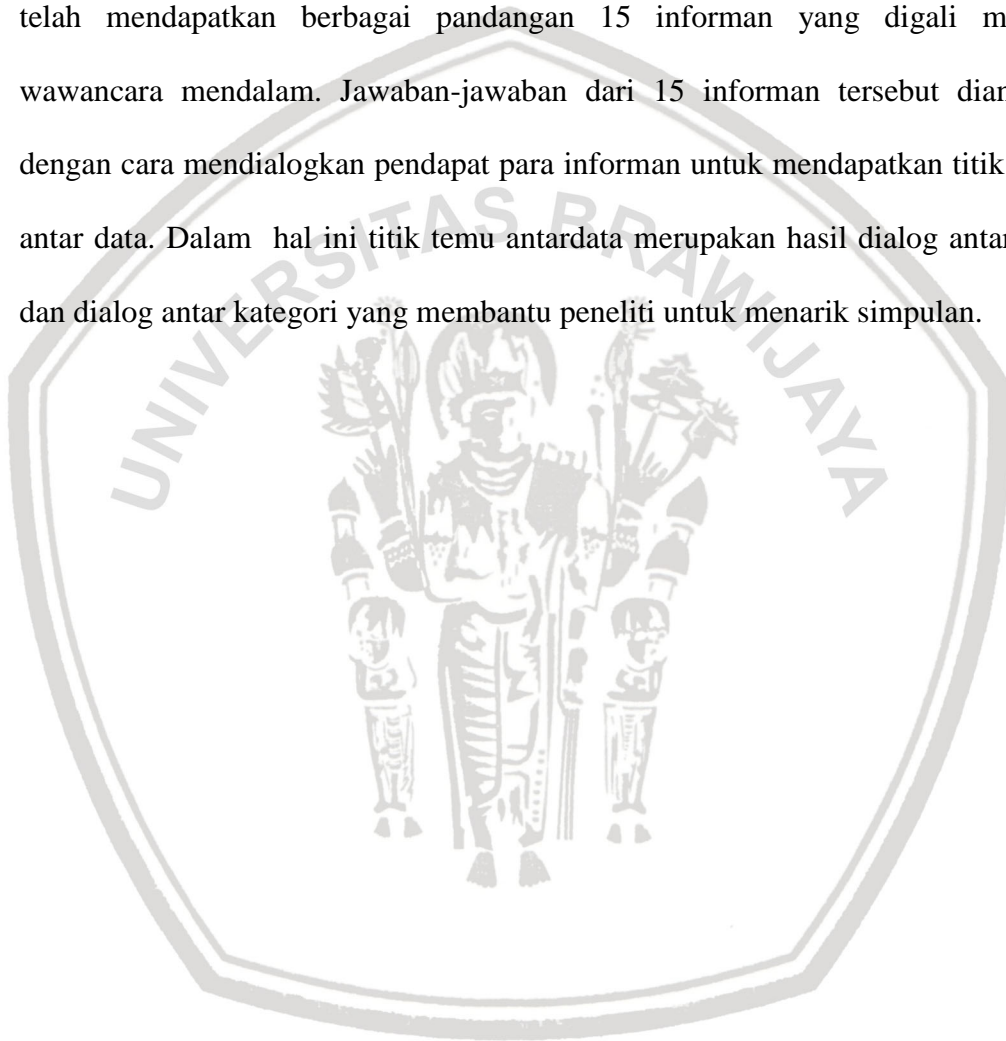 telah mendapatkan berbagai pandangan 15 informan yang digali
wawancara mendalam. Jawaban-jawaban dari 15 informan tersebut
dengan cara mendialogkan pendapat para informan untuk mendapatkan titik
antar data. Dalam hal ini titik temu antardata merupakan hasil dialog antar
dan dialog antar kategori yang membantu peneliti untuk menarik simpulan.
UNIVERSITAS BRAWIJAYA